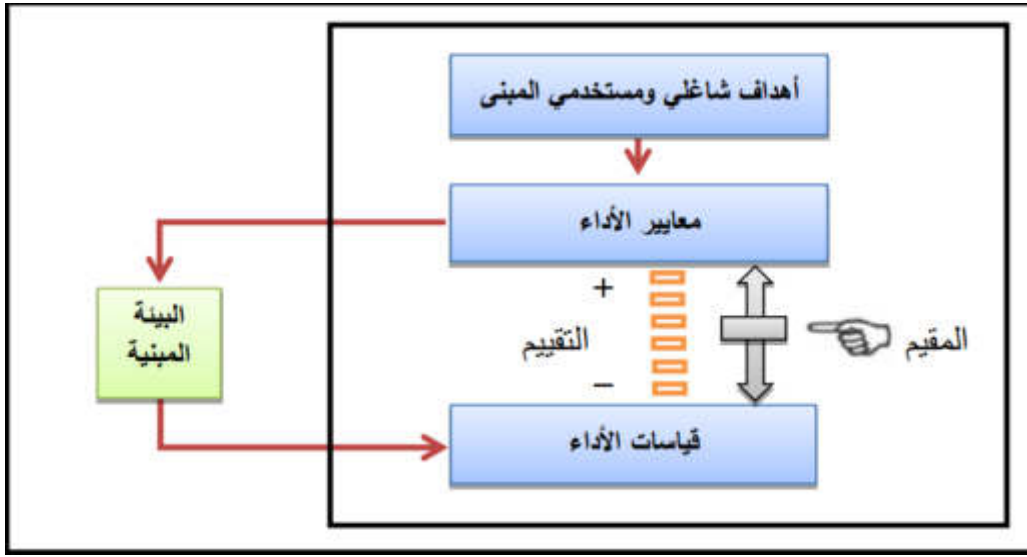 أهداف شاغلي ومستخدمي المبنى
معايير الأداء
البيئة
المبنية
+
التقييم
–
المقيم
قياسات الأداء